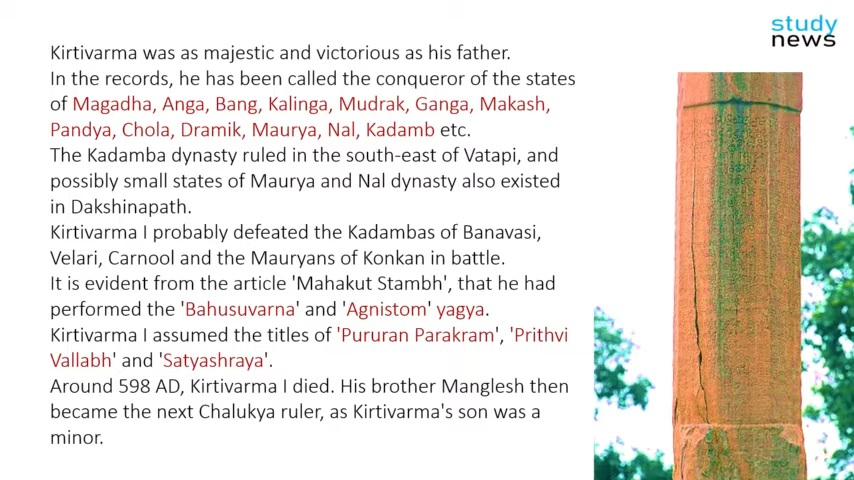 study
news
Kirtivarma was as majestic and victorious as his father.
In the records, he has been called the conqueror of the states
of Magadha, Anga, Bang, Kalinga, Mudrak, Ganga, Makash,
Pandya, Chola, Dramik, Maurya, Nal, Kadamb etc.
The Kadamba dynasty ruled in the south-east of Vatapi, and
possibly small states of Maurya and Nal dynasty also existed
in Dakshinapath.
Kirtivarma I probably defeated the Kadambas of Banavasi,
Velari, Carnool and the Mauryans of Konkan in battle.
It is evident from the article 'Mahakut Stambh', that he had
performed the 'Bahusuvarna' and 'Agnistom' yagya.
Kirtivarma I assumed the titles of 'Pururan Parakram', 'Prithvi
Vallabh' and 'Satyashraya'.
Around 598 AD, Kirtivarma I died. His brother Manglesh then
became the next Chalukya ruler, as Kirtivarma's son was a
minor.